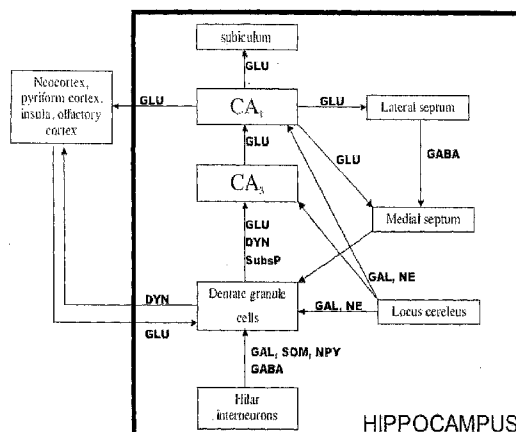 subiculum
GLU
Neocortex,
pyriform cortex,
insula, olfactory
cortex
GLU
CA1
GLU
Lateral septum
GLU
GLU
GABA
CA3
Medial septum
GLU
DYN
SubsP
GAL, NE
DYN
Dentate granule
cells
GAL, NE
Locus cereleus
GLU
GAL, SOM, NPY
GABA
Hilar
interneurons
HIPPOCAMPUS